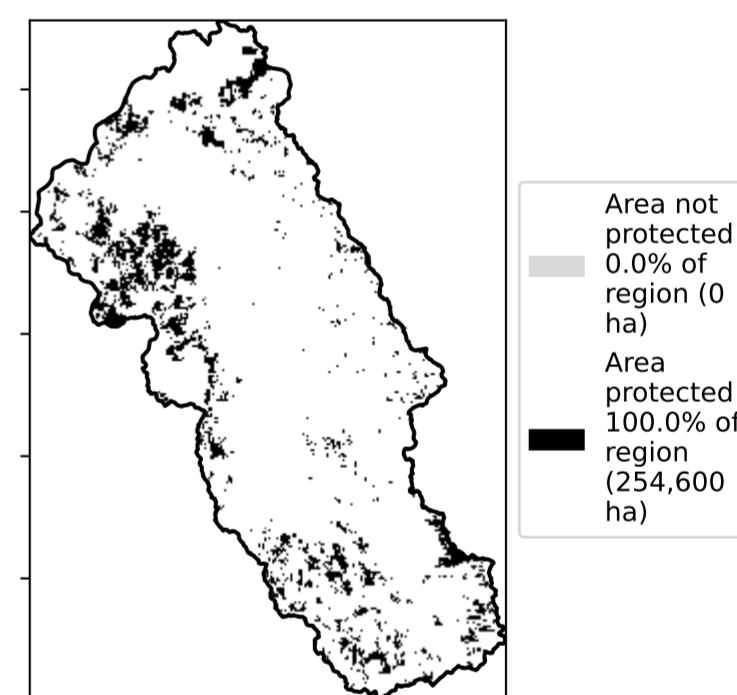 Area not
protected
0.0% of
region (0
ha)
Area
protected
100.0% of
region
(254,600
ha)